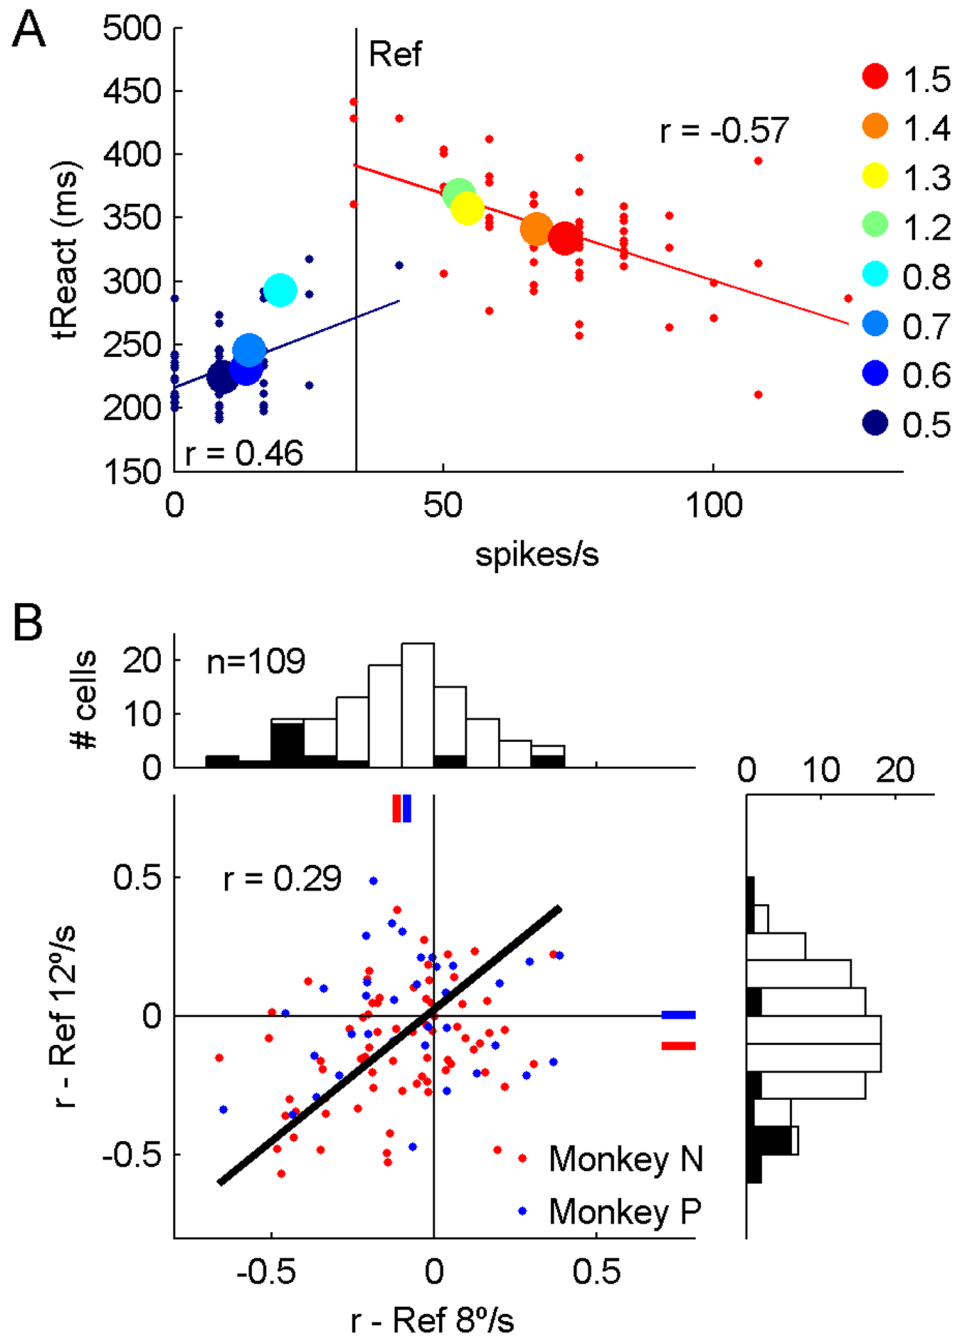 A
500
450
400
350
300
250
200
150
tReact (ms)
Ref
r = -0.57
r = 0.46
0
50
100
spikes/s
1.5
1.4
1.3
1.2
0.8
0.7
0.6
0.5
B
# cells
20
10
0
n=109
0
10
20
r - Ref 12º/s
0.5
0
-0.5
r = 0.29
Monkey N
Monkey P
-0.5
0
0.5
r - Ref 8º/s